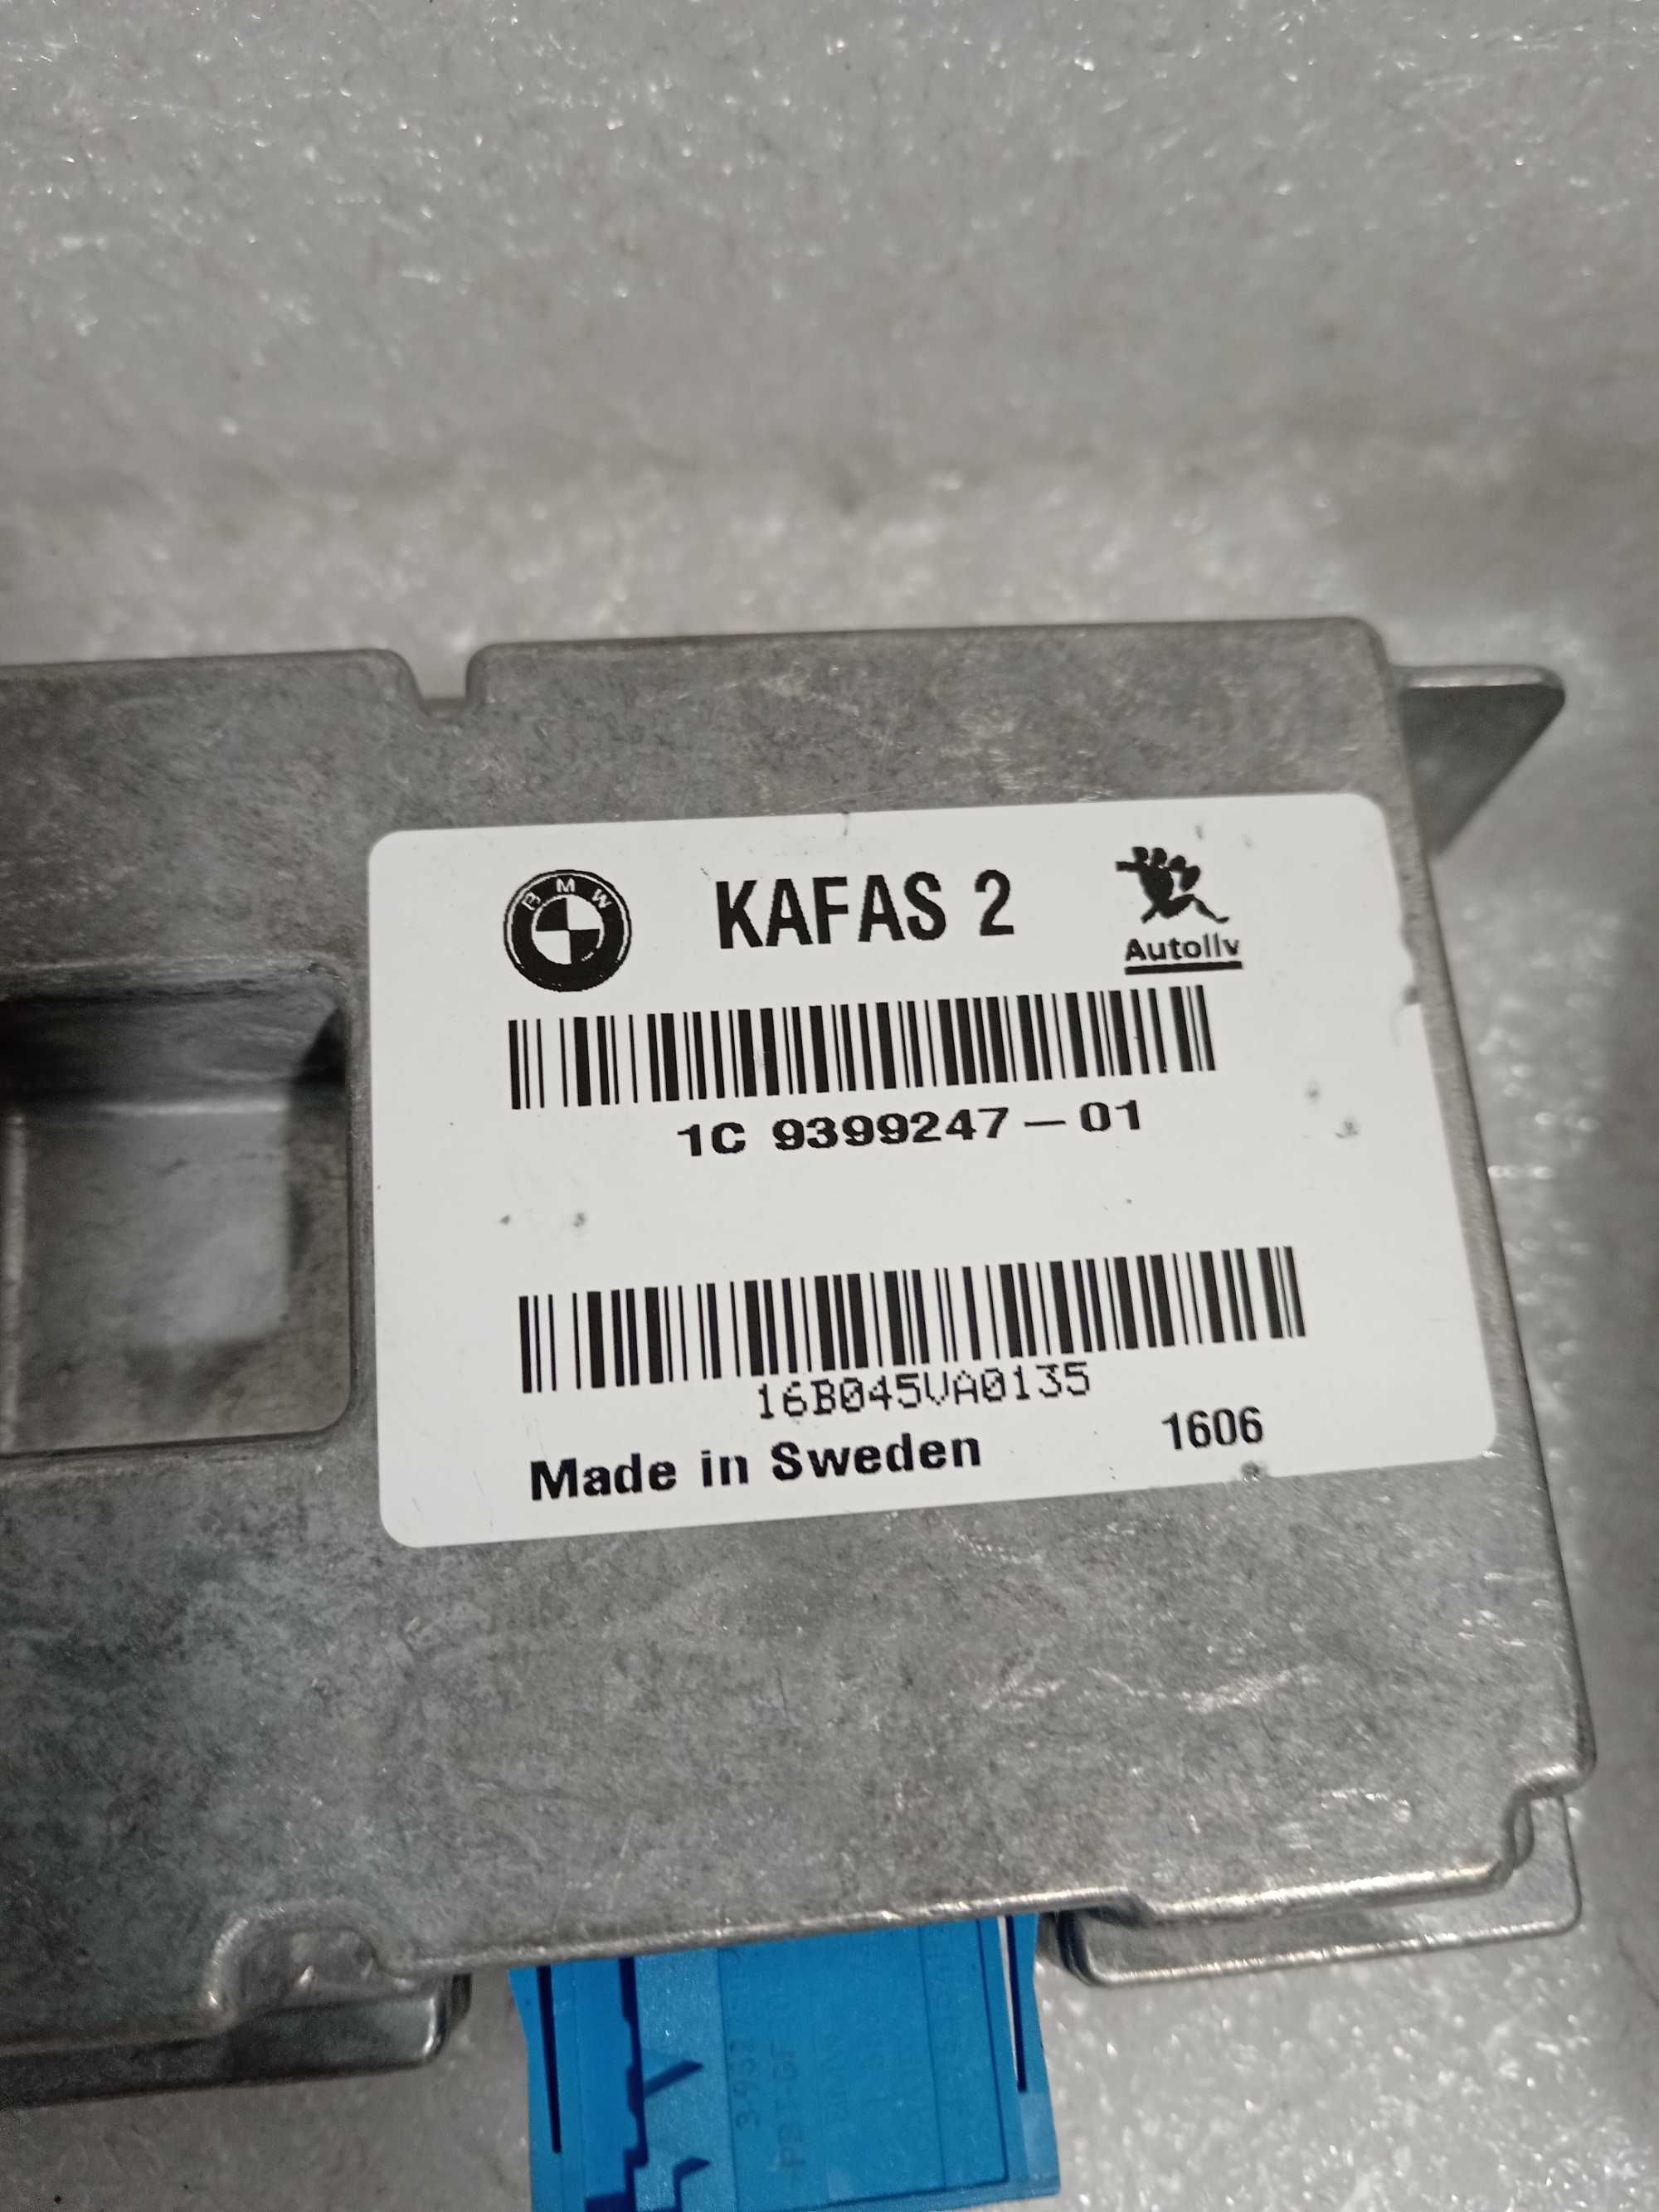 BMW KAFAS 2 Autoliv
1C 9399247-01
16B045VA0135
Made in Sweden 1606